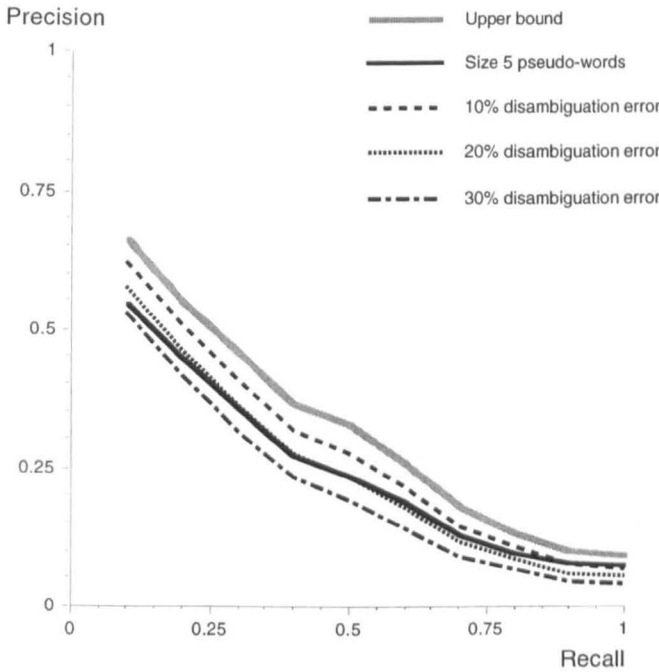 Precision
Upper bound
Size 5 pseudo-words
10% disambiguation error
20% disambiguation error
30% disambiguation error
1
0.75
0.5
0.25
0
0
0.25
0.5
0.75
1
Recall